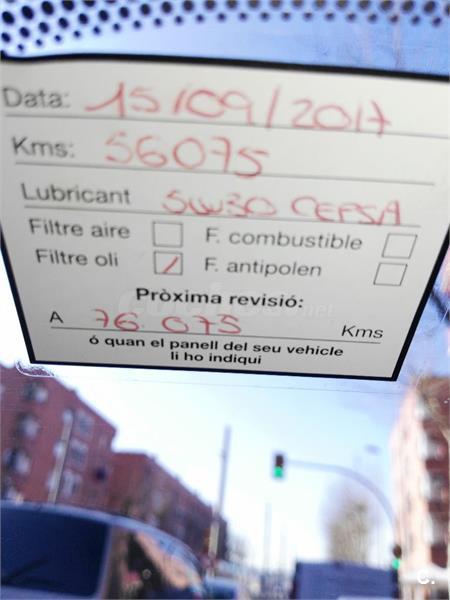 Data: 15/09/2017
Kms: 56075
Lubricant 5W30 CEPSA
Filtre aire F. combustible
Filtre oli F. antipolen
Pròxima revisió:
A 76.075 Kms
ó quan el panell del seu vehicle
li ho indiqui